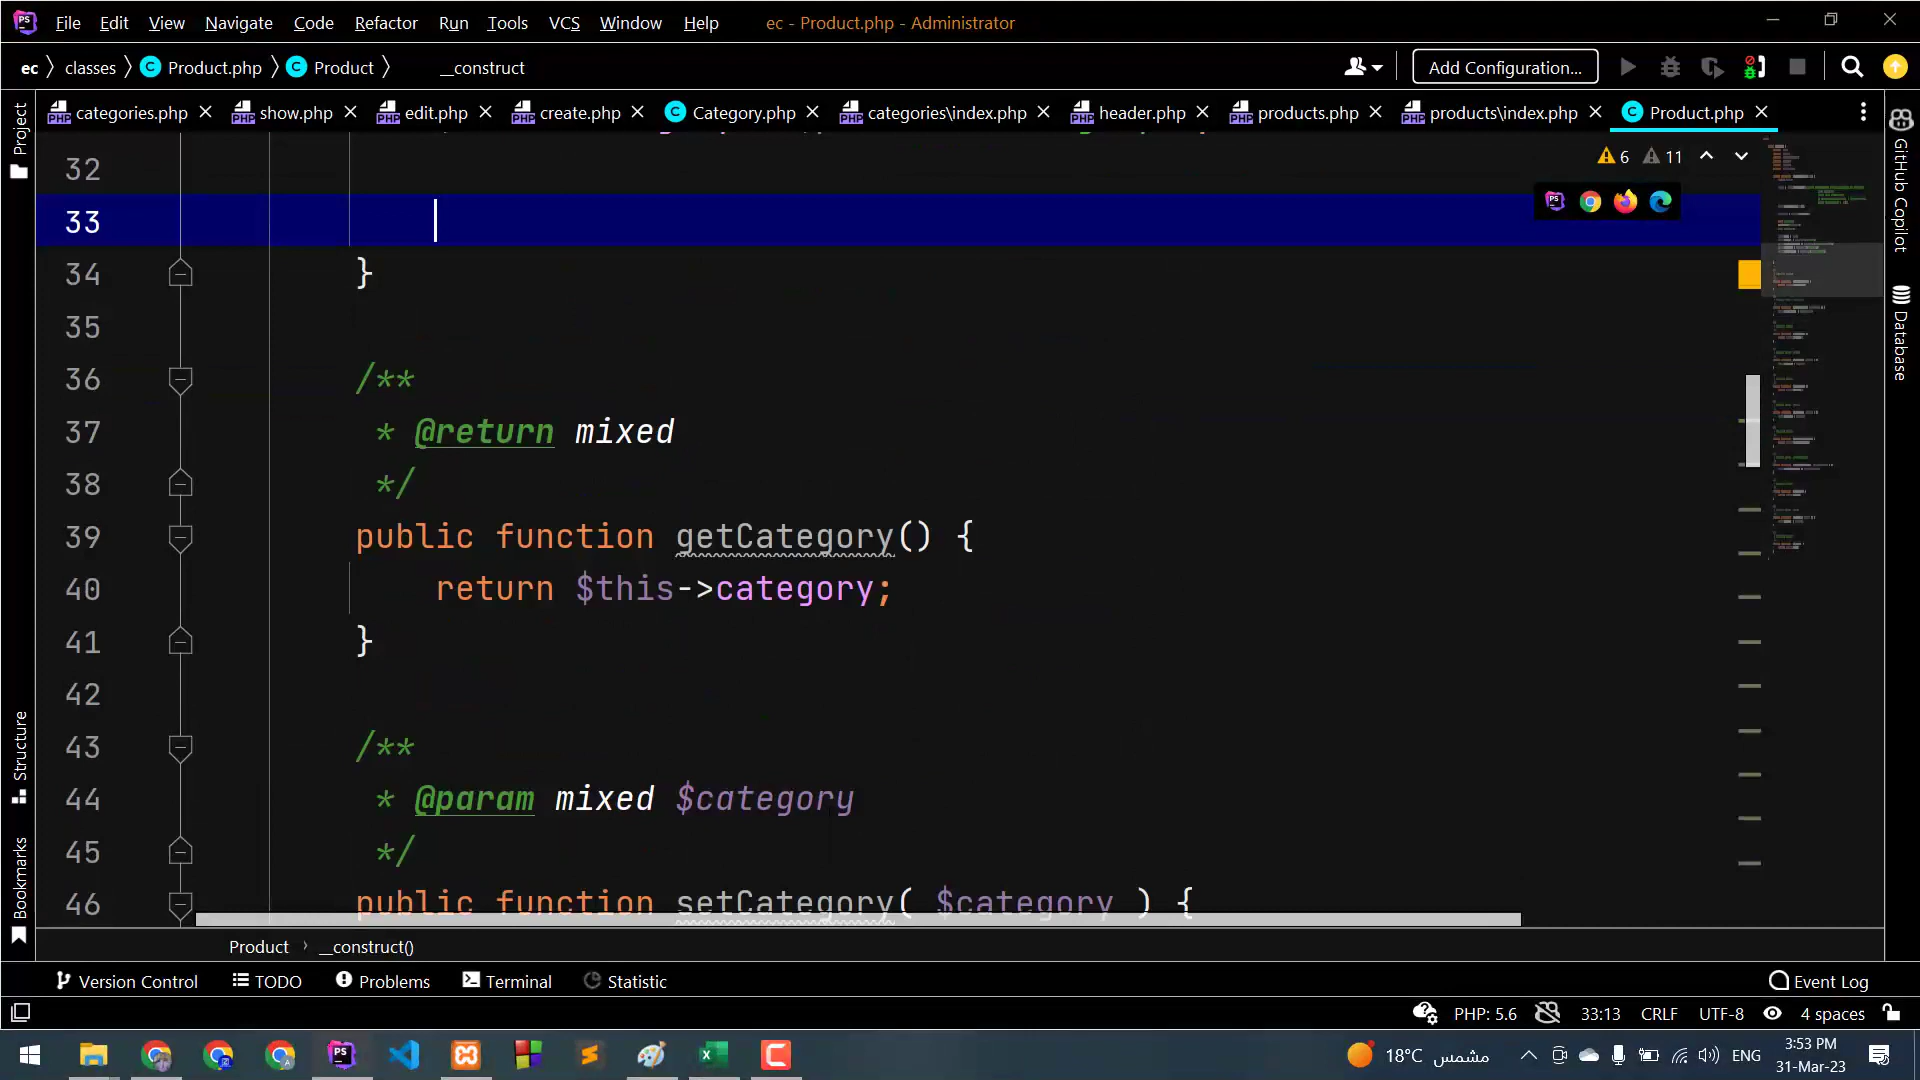 File Edit View Navigate Code Refactor Run Tools VCS Window Help ec - Product.php - Administrator
ec classes Product.php Product __construct Add Configuration...
categories.php show.php edit.php create.php Category.php categories\index.php header.php products.php products\index.php Product.php
6 11
32
33
34 }
35
36 /**
37 * @return mixed
38 */
39 public function getCategory() {
40 return $this->category;
41 }
42
43 /**
44 * @param mixed $category
45 */
46 public function setCategory( $category ) {
Project
Structure
Bookmarks
GitHub Copilot
Database
Product __construct()
Version Control TODO Problems Terminal Statistic Event Log
PHP: 5.6 33:13 CRLF UTF-8 4 spaces
18°C مشمس ENG 3:53 PM
31-Mar-23